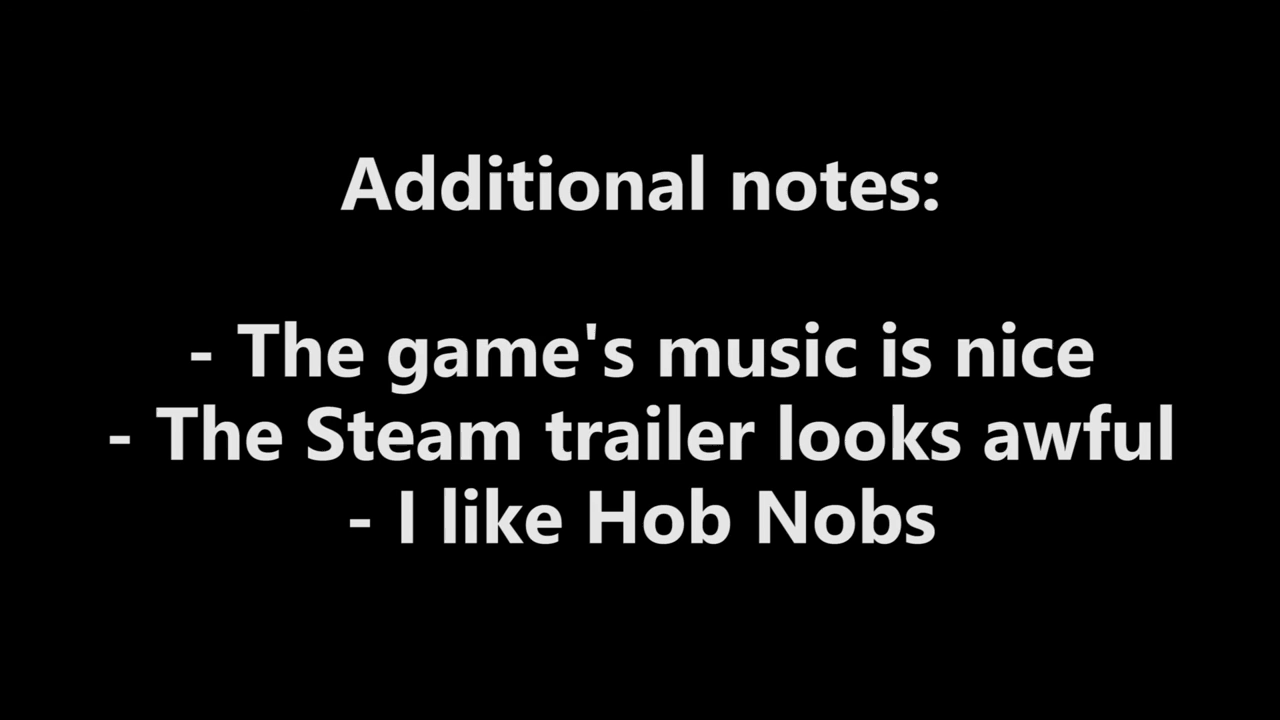 Additional notes:
- The game's music is nice
- The Steam trailer looks awful
- I like Hob Nobs